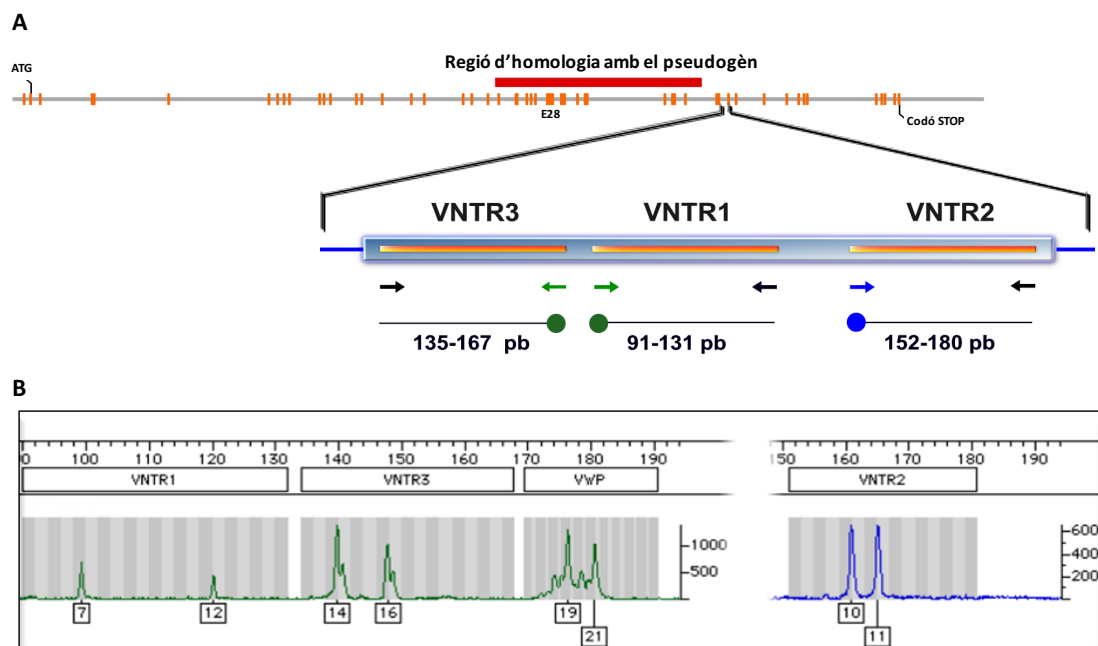 A
Regió d'homologia amb el pseudogèn
ATG
E28
Codó STOP
VNTR3 VNTR1 VNTR2
135-167 pb 91-131 pb 152-180 pb
B
0 100 110 120 130 140 150 160 170 180 190 150 160 170 180 190
VNTR1 VNTR3 VWP VNTR2
1000
500
600
400
200
7 12 14 16 19 10
21 11